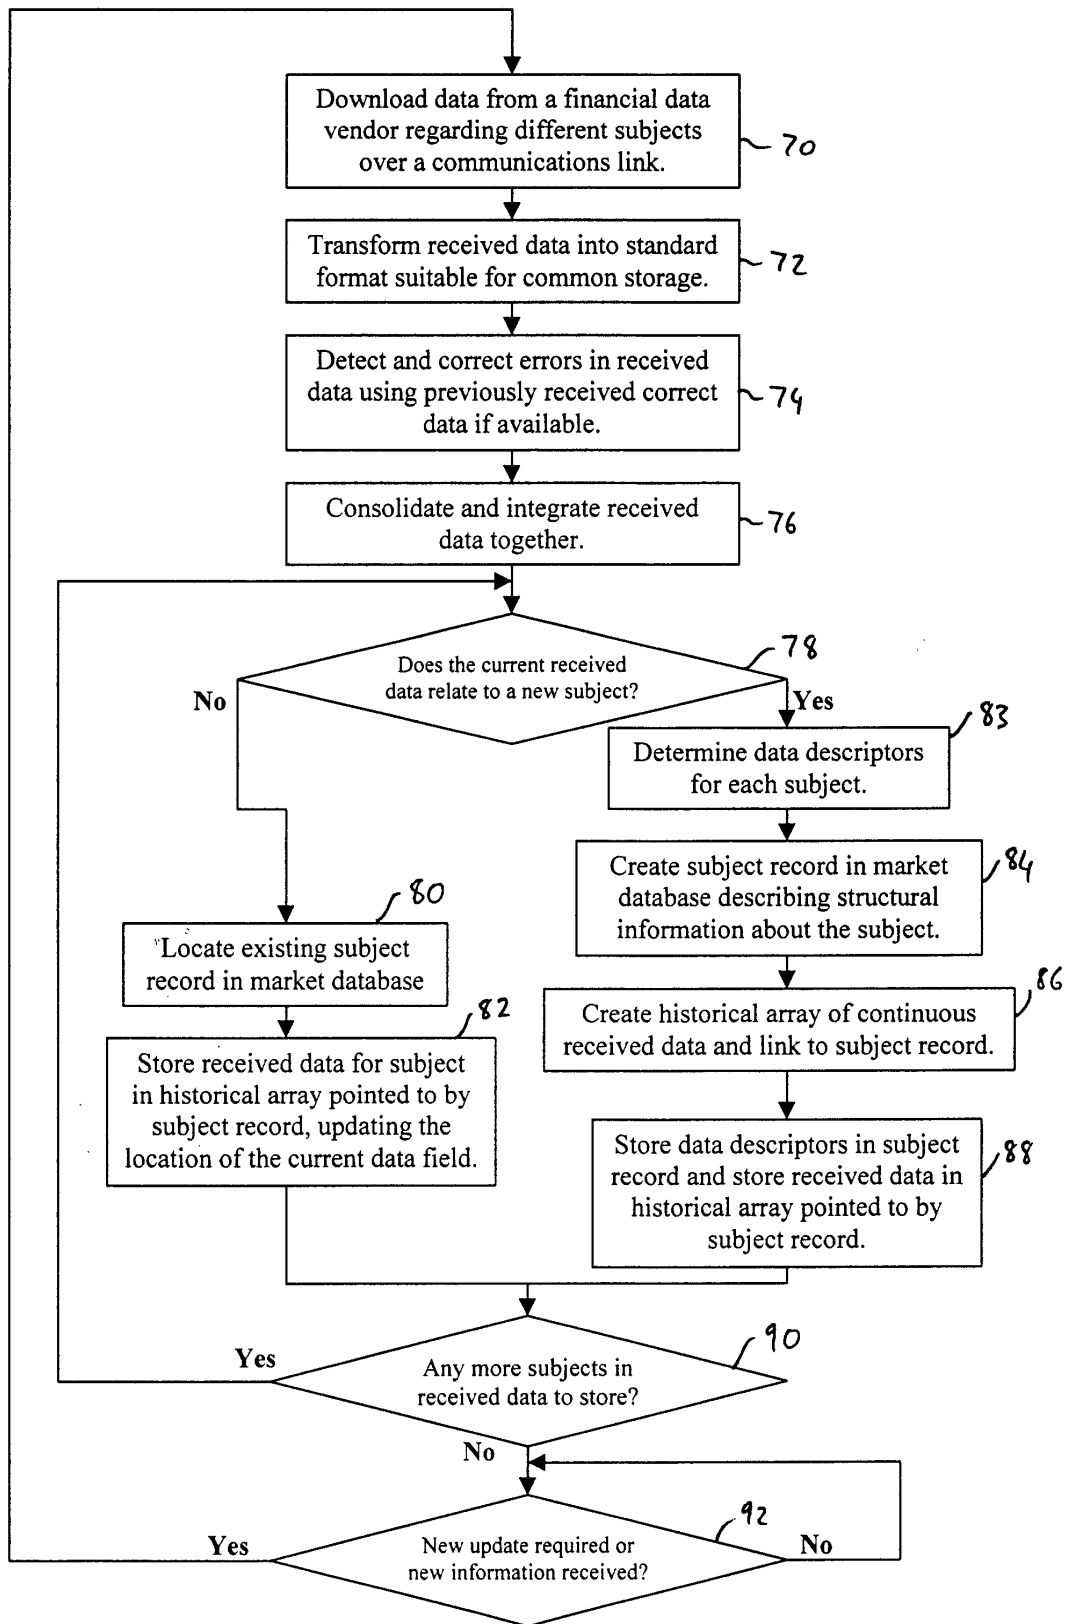 Download data from a financial data
vendor regarding different subjects
over a communications link.
70
Transform received data into standard
format suitable for common storage.
72
Detect and correct errors in received
data using previously received correct
data if available.
74
Consolidate and integrate received
data together.
76
Does the current received
data relate to a new subject?
78
No
Yes
Determine data descriptors
for each subject.
83
Create subject record in market
database describing structural
information about the subject.
84
Locate existing subject
record in market database
80
Create historical array of continuous
received data and link to subject record.
86
Store received data for subject
in historical array pointed to by
subject record, updating the
location of the current data field.
82
Store data descriptors in subject
record and store received data in
historical array pointed to by
subject record.
88
Any more subjects in
received data to store?
90
Yes
No
New update required or
new information received?
92
Yes
No